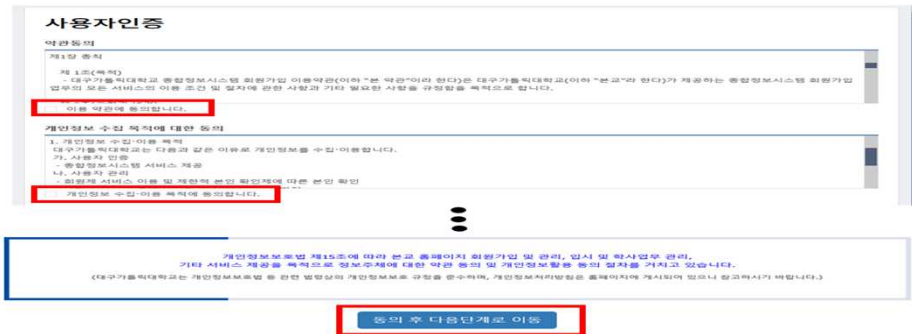 사용자인증
약관동의
제1장 총칙
제 1조(목적)
- 대구가톨릭대학교 종합정보시스템 회원가입 이용약관(이하 "본 약관"이라 한다)은 대구가톨릭대학교(이하 "본교"라 한다)가 제공하는 종합정보시스템 회원가입
업무의 모든 서비스의 이용 조건 및 절차에 관한 사항과 기타 필요한 사항을 규정함을 목적으로 합니다.
이용 약관에 동의합니다.
개인정보 수집 목적에 대한 동의
1. 개인정보 수집·이용 목적
대구가톨릭대학교는 다음과 같은 이유로 개인정보를 수집·이용합니다.
가, 사용자 인증
- 종합정보시스템 서비스 제공
나, 사용자 관리
- 회원제 서비스 이용 및 제한적 본인 확인제에 따른 본인 확인
개인정보 수집·이용 목적에 동의합니다.
개인정보보호법 제15조에 따라 본교 홈페이지 회원가입 및 관리, 입시 및 학사업무 관리,
기타 서비스 제공을 목적으로 정보주체에 대한 약관 동의 및 개인정보활용 동의 절차를 거치고 있습니다.
(대구가톨릭대학교는 개인정보보호법 등 관련 법령상의 개인정보보호 규정을 준수하며, 개인정보처리방침은 홈페이지에 게시되어 있으니 참고하시기 바랍니다.)
동의 후 다음단계로 이동